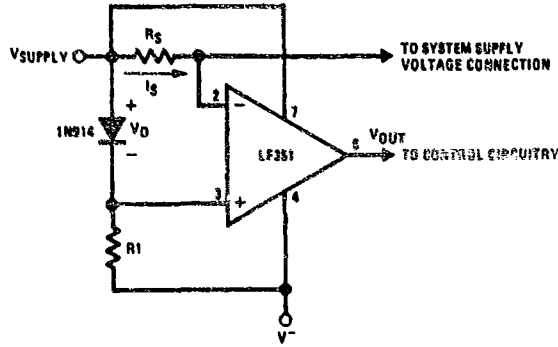 RS
VSUPPLY
TO SYSTEM SUPPLY
VOLTAGE CONNECTION
IS
2
7
+
−
1N914
VD
LF351
6
VOUT
TO CONTROL CIRCUITRY
−
3
+
4
R1
V−